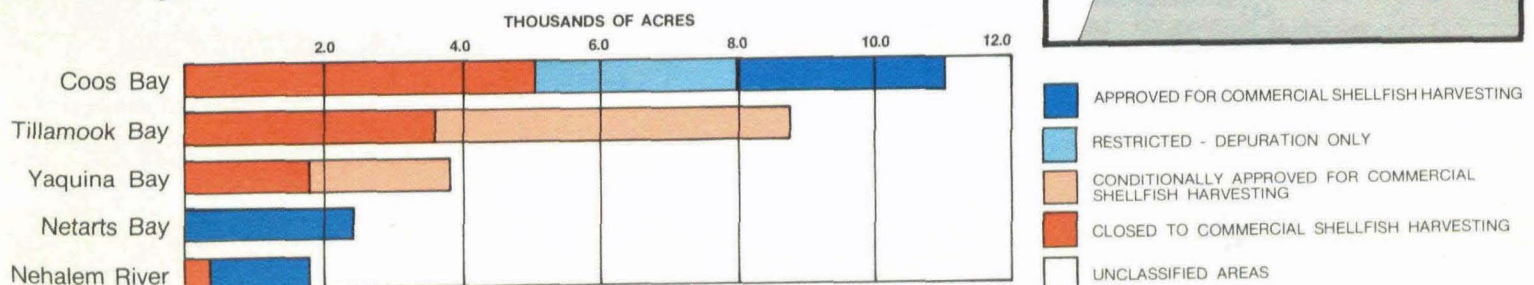 THOUSANDS OF ACRES
2.0 4.0 6.0 8.0 10.0 12.0
Coos Bay
Tillamook Bay
Yaquina Bay
Netarts Bay
Nehalem River
APPROVED FOR COMMERCIAL SHELLFISH HARVESTING
RESTRICTED - DEPURATION ONLY
CONDITIONALLY APPROVED FOR COMMERCIAL
SHELLFISH HARVESTING
CLOSED TO COMMERCIAL SHELLFISH HARVESTING
UNCLASSIFIED AREAS